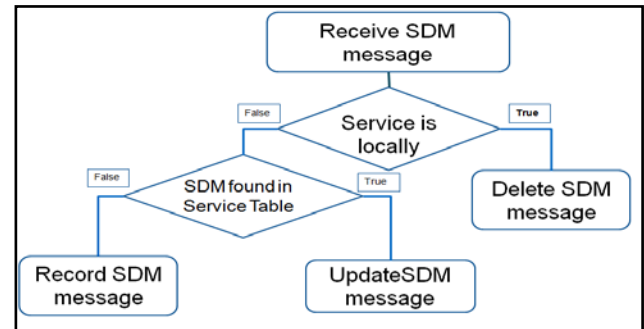 Receive SDM
message
False
True
Service is
locally
False
SDM found in
Service Table
True
Delete SDM
message
Record SDM
message
UpdateSDM
message